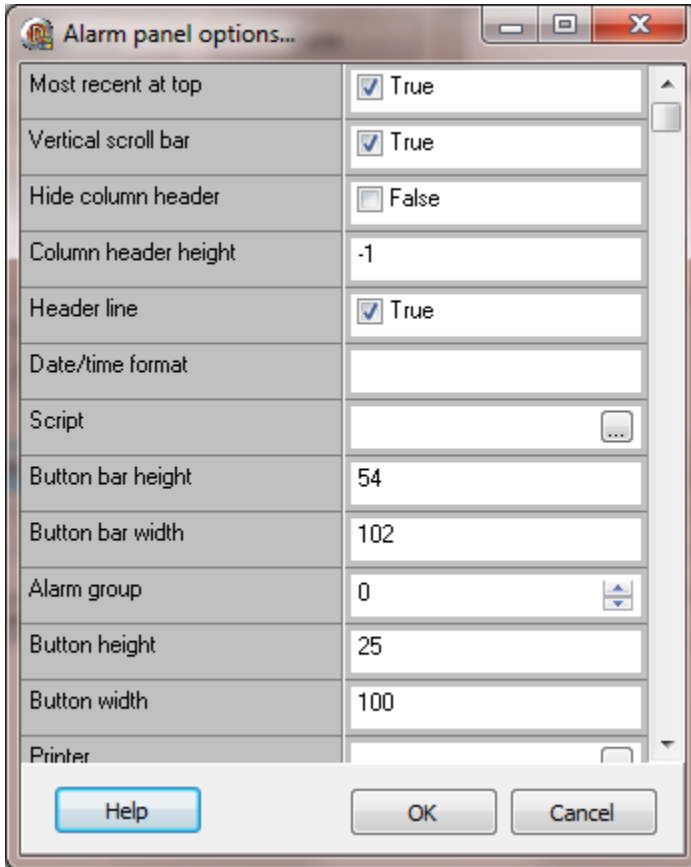 Alarm panel options...
Most recent at top True
Vertical scroll bar True
Hide column header False
Column header height -1
Header line True
Date/time format
Script ...
Button bar height 54
Button bar width 102
Alarm group 0
Button height 25
Button width 100
Printer
Help OK Cancel